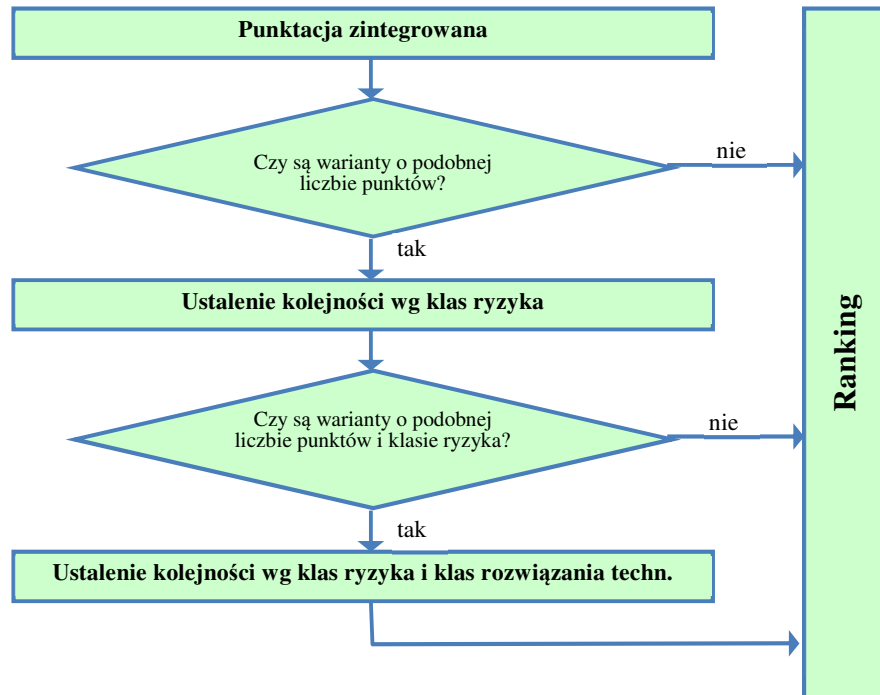 Punktacja zintegrowana
Czy są warianty o podobnej
liczbie punktów?
nie
tak
Ustalenie kolejności wg klas ryzyka
Czy są warianty o podobnej
liczbie punktów i klasie ryzyka?
nie
tak
Ustalenie kolejności wg klas ryzyka i klas rozwiązania techn.
Ranking